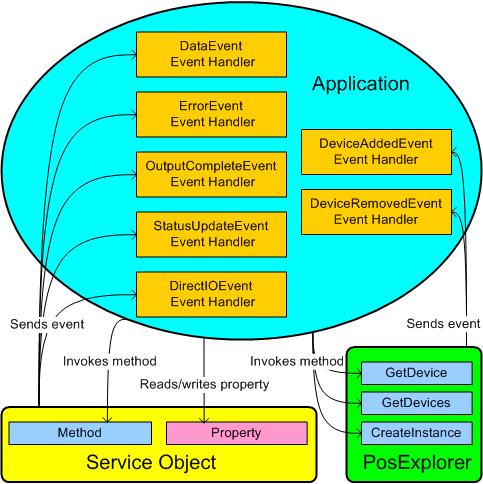 DataEvent
Event Handler
Application
ErrorEvent
Event Handler
DeviceAddedEvent
Event Handler
OutputCompleteEvent
Event Handler
DeviceRemovedEvent
Event Handler
StatusUpdateEvent
Event Handler
DirectIOEvent
Event Handler
Sends event
Sends event
Invokes method
Invokes method
Reads/writes property
GetDevice
GetDevices
CreateInstance
Method
Property
Service Object
PosExplorer